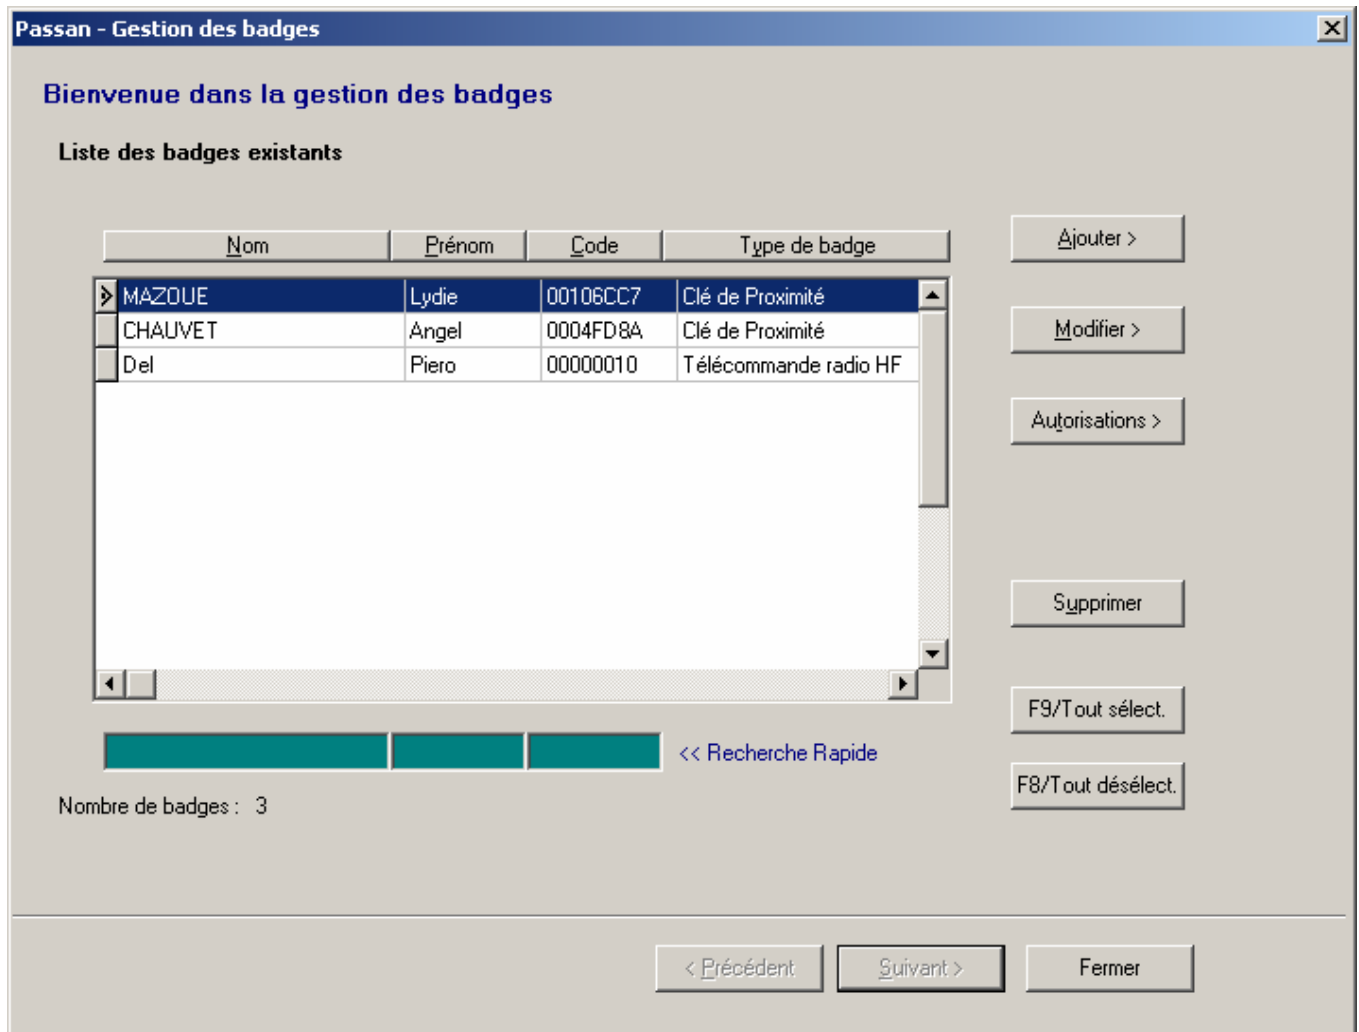 Passan - Gestion des badges
Bienvenue dans la gestion des badges
Liste des badges existants
Nom Prénom Code Type de badge
MAZOUE Lydie 00106CC7 Clé de Proximité
CHAUVET Angel 0004FD8A Clé de Proximité
Del Piero 00000010 Télécommande radio HF
Ajouter >
Modifier >
Autorisations >
Supprimer
F9/Tout sélect.
F8/Tout désélect.
<< Recherche Rapide
Nombre de badges : 3
< Précédent Suivant > Fermer